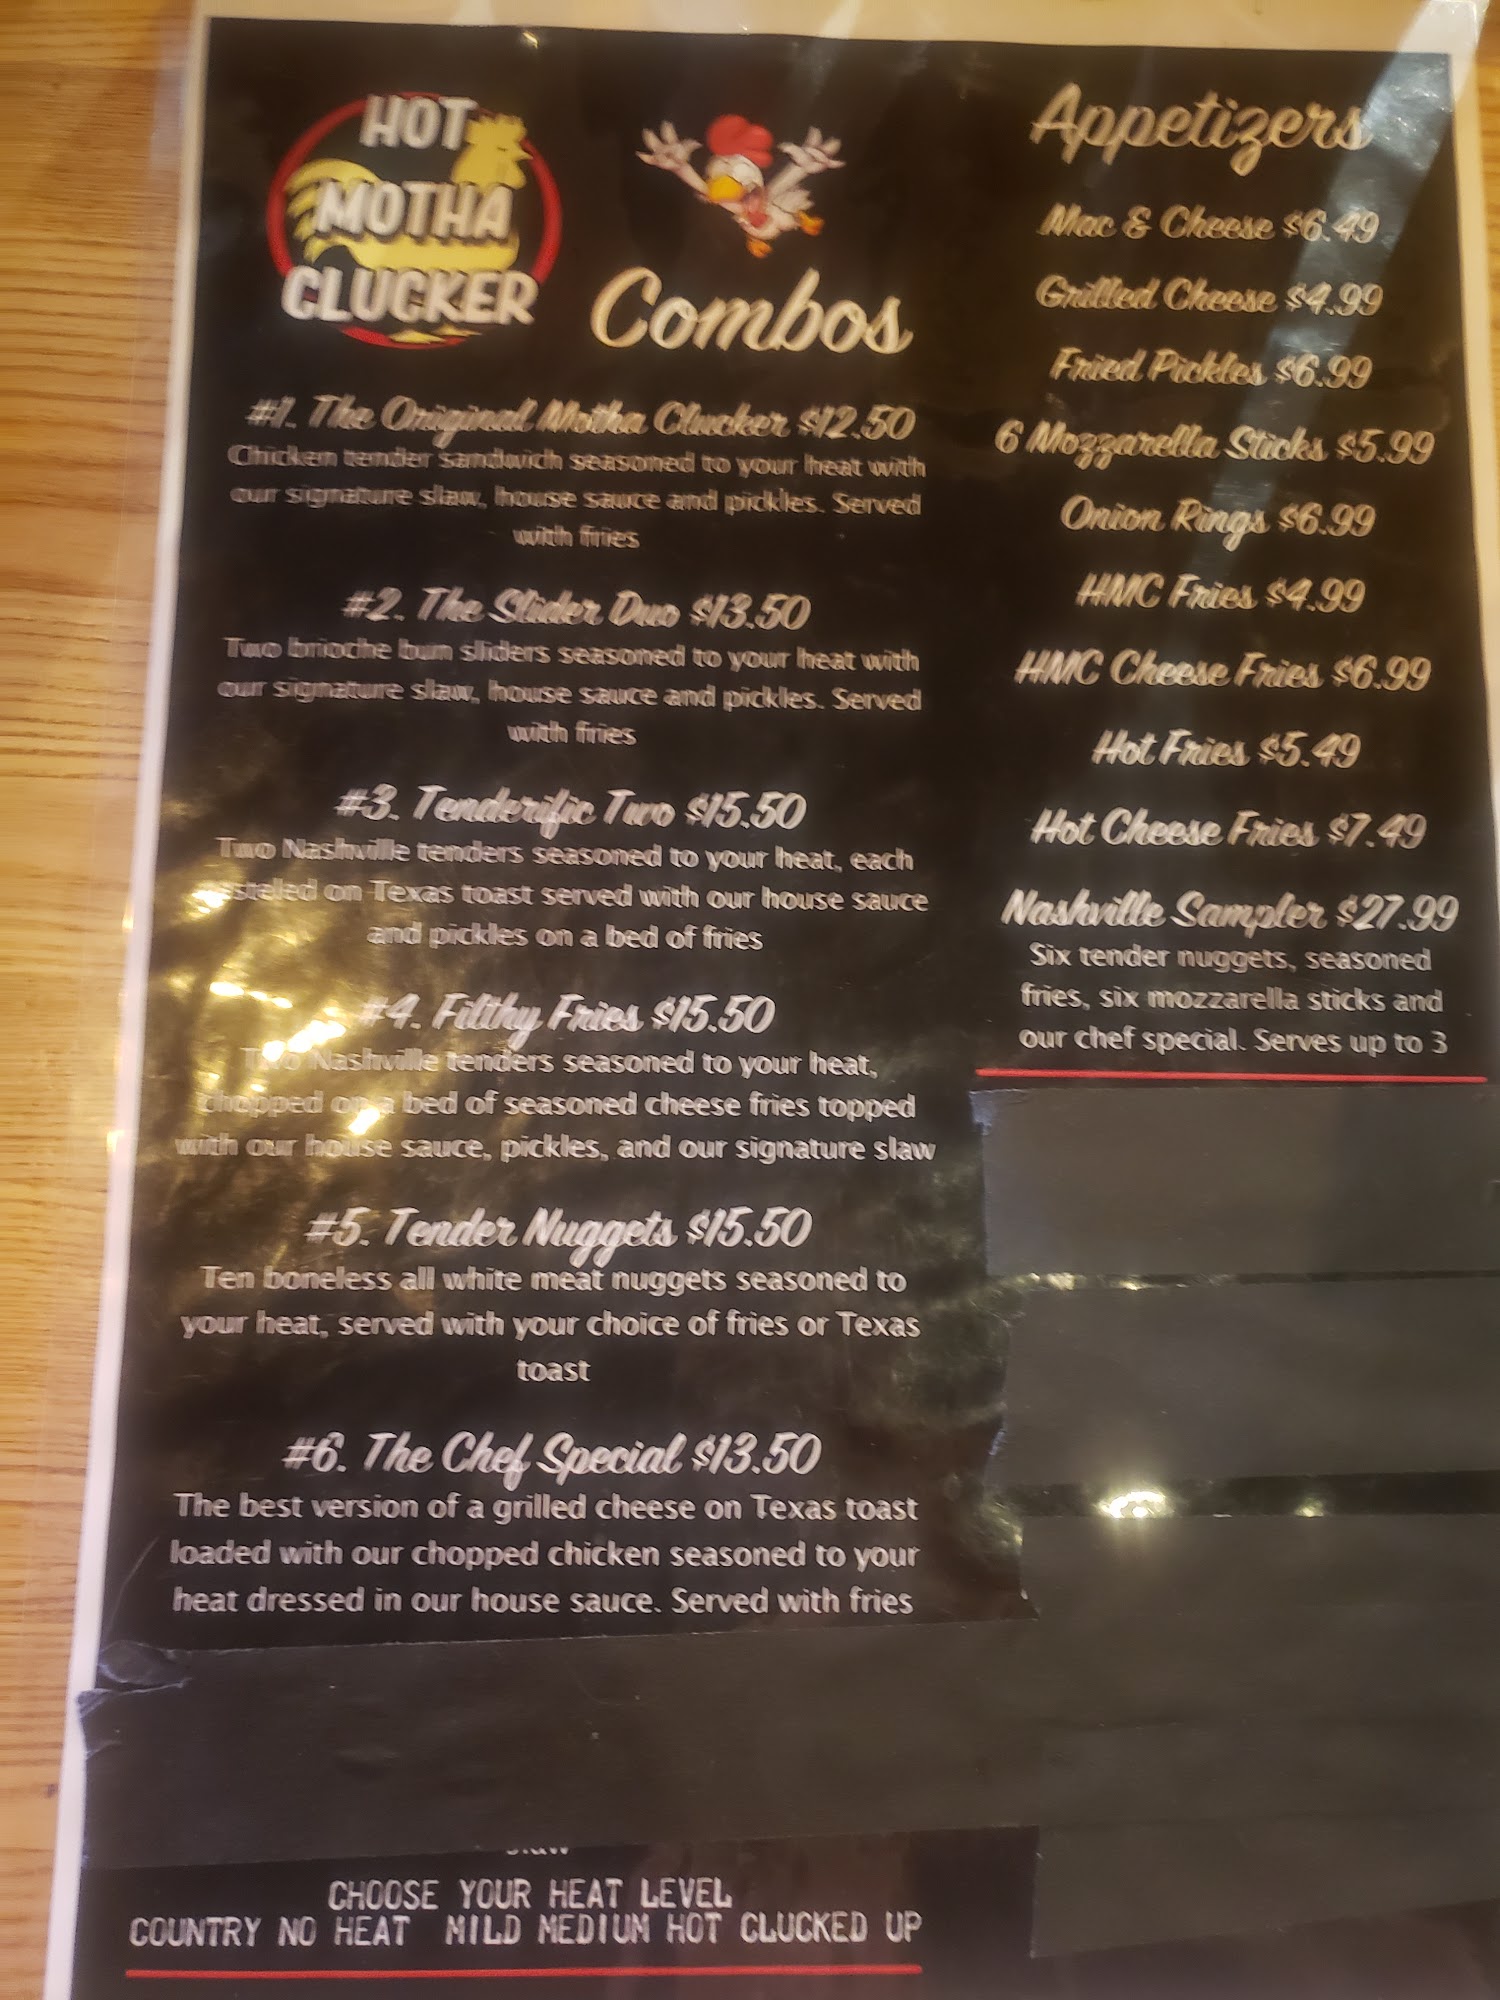 HOT
MOTHA
CLUCKER
Combos
#1. The Original Motha Clucker $12.50
Chicken tender sandwich seasoned to your heat with
our signature slaw, house sauce and pickles. Served
with fries
#2. The Slider Duo $13.50
Two brioche bun sliders seasoned to your heat with
our signature slaw, house sauce and pickles. Served
with fries
#3. Tenderific Two $15.50
Two Nashville tenders seasoned to your heat, each
on Texas toast served with our house sauce
and pickles on a bed of fries
#4. Filthy Fries $15.50
Two Nashville tenders seasoned to your heat,
chopped on a bed of seasoned cheese fries topped
with our house sauce, pickles, and our signature slaw
#5. Tender Nuggets $15.50
Ten boneless all white meat nuggets seasoned to
your heat, served with your choice of fries or Texas
toast
#6. The Chef Special $13.50
The best version of a grilled cheese on Texas toast
loaded with our chopped chicken seasoned to your
heat dressed in our house sauce. Served with fries
CHOOSE YOUR HEAT LEVEL
COUNTRY NO HEAT MILD MEDIUM HOT CLUCKED UP
Appetizers
Mac & Cheese $6.49
Grilled Cheese $4.99
Fried Pickles $6.99
6 Mozzarella Sticks $5.99
Onion Rings $6.99
HMC Fries $4.99
HMC Cheese Fries $6.99
Hot Fries $5.49
Hot Cheese Fries $7.49
Nashville Sampler $27.99
Six tender nuggets, seasoned
fries, six mozzarella sticks and
our chef special. Serves up to 3